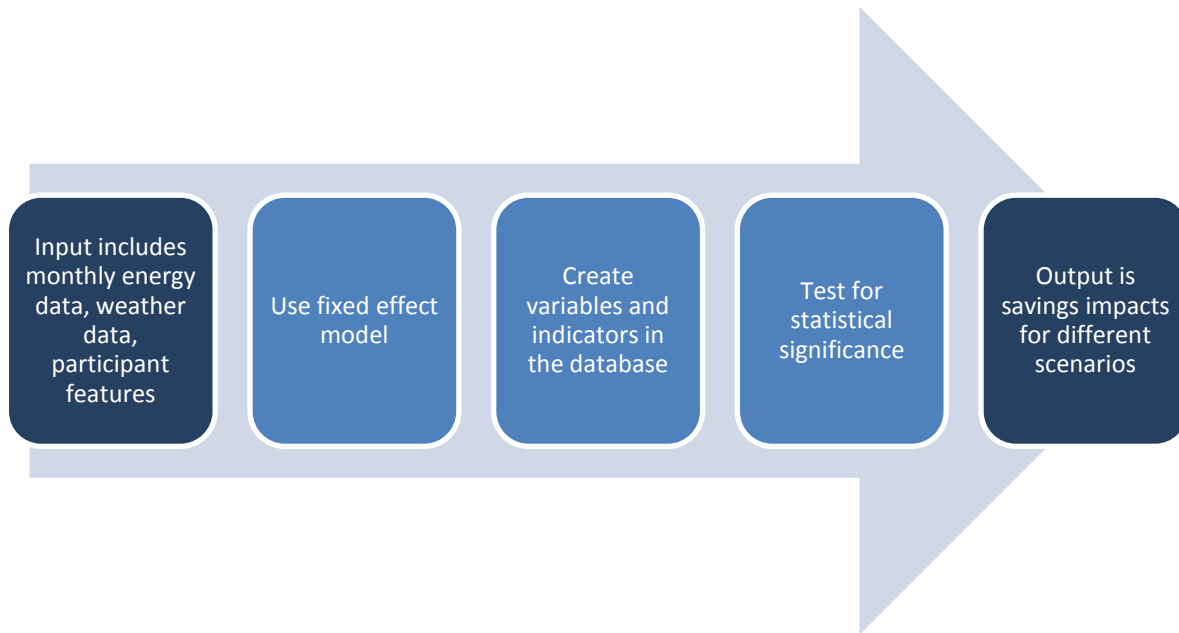 Input includes
monthly energy
data, weather
data,
participant
features
Use fixed effect
model
Create
variables and
indicators in
the database
Test for
statistical
significance
Output is
savings impacts
for different
scenarios